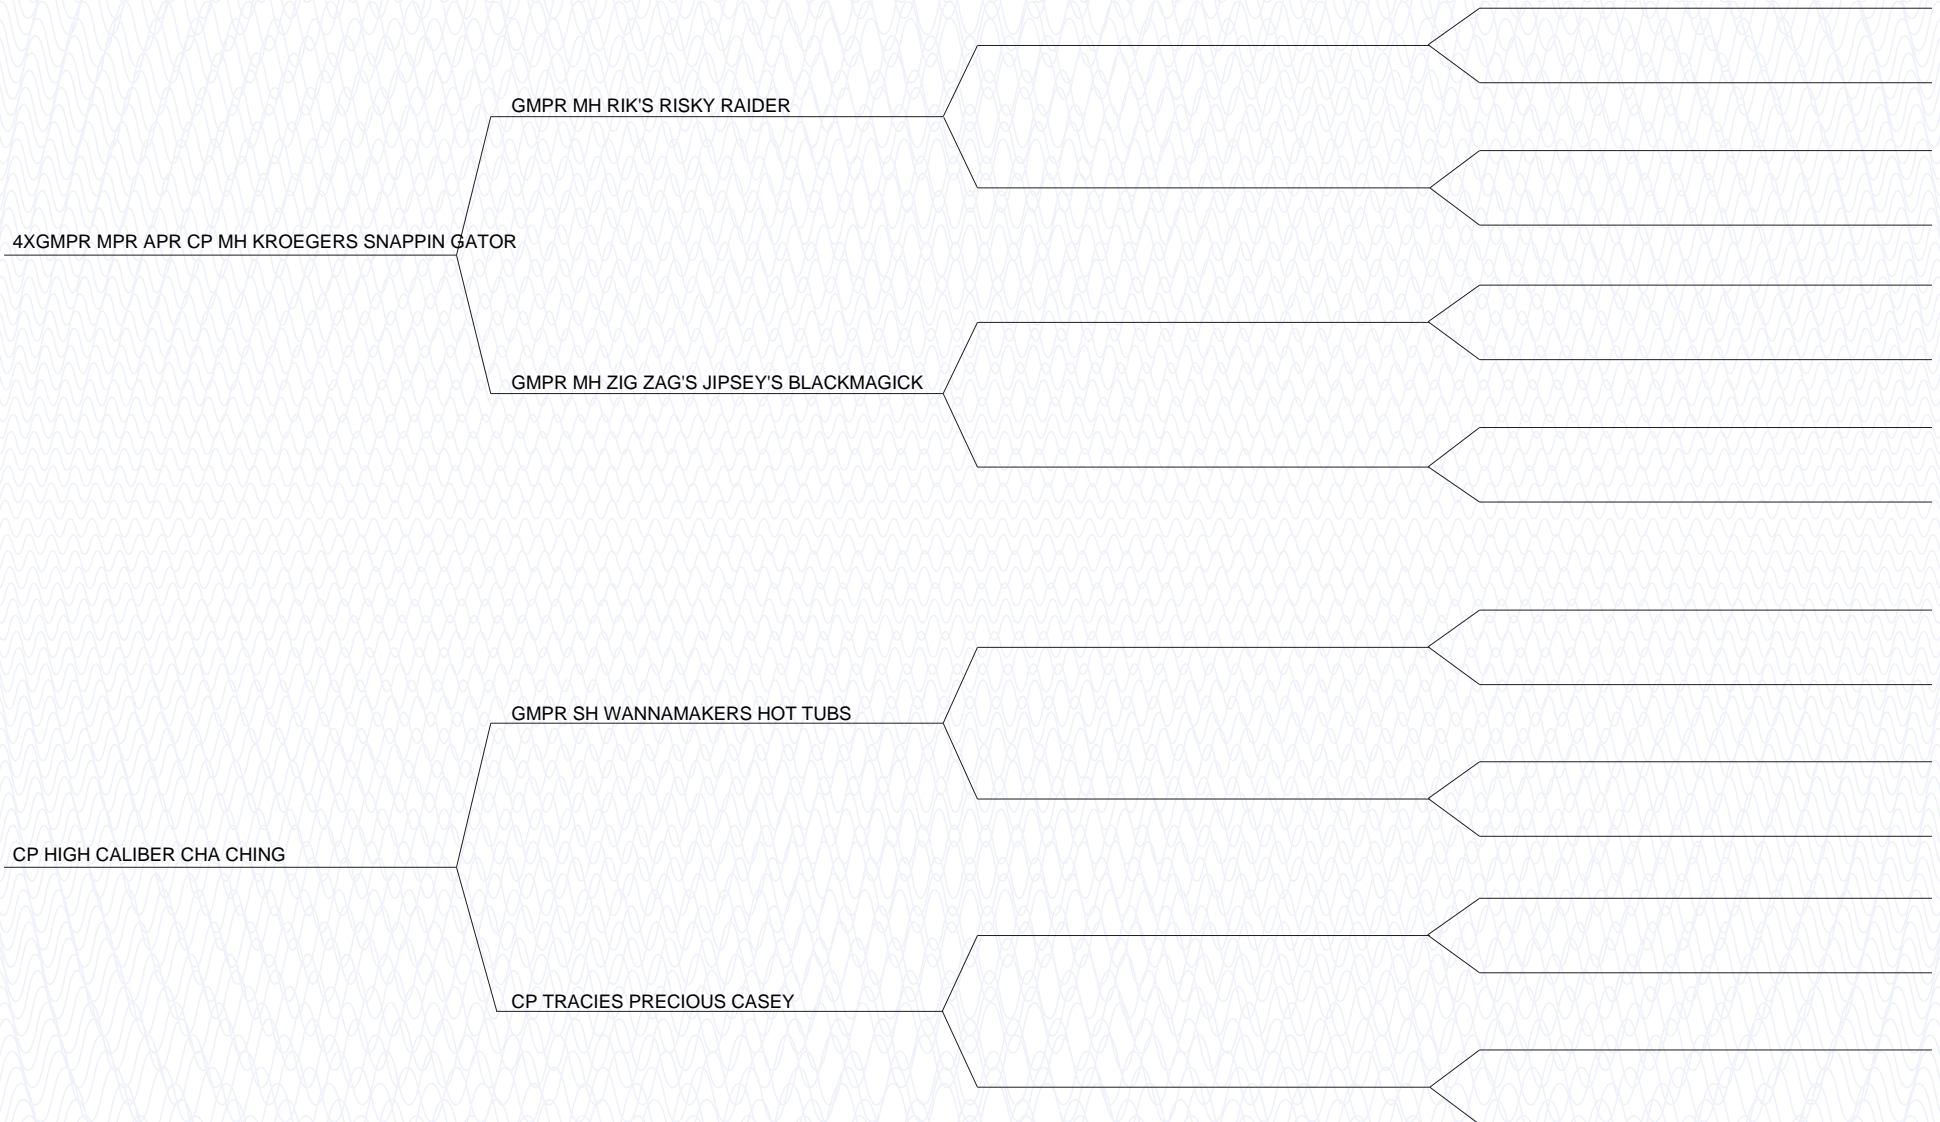 GMPR MH RIK'S RISKY RAIDER
4XGMPR MPR APR CP MH KROEGERS SNAPPIN GATOR
GMPR MH ZIG ZAG'S JIPSEY'S BLACKMAGICK
GMPR SH WANNAMAKERS HOT TUBS
CP HIGH CALIBER CHA CHING
CP TRACIES PRECIOUS CASEY